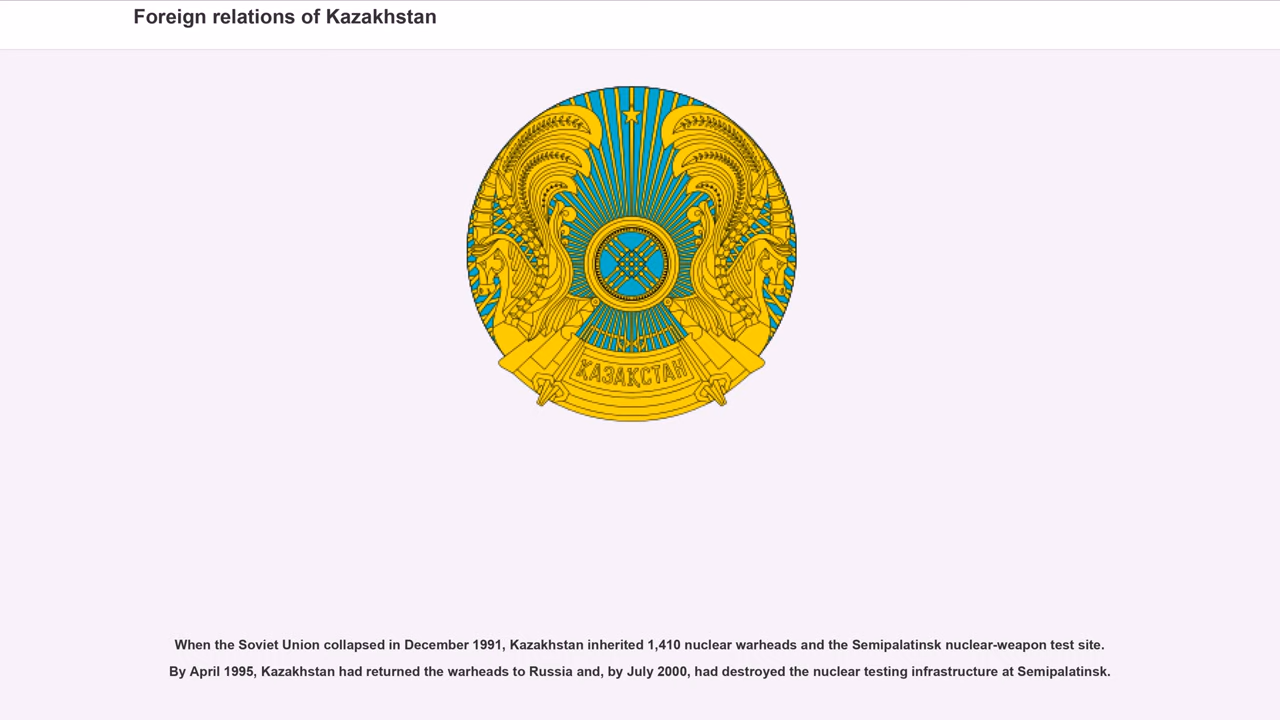 Foreign relations of Kazakhstan
ҚАЗАҚСТАН
When the Soviet Union collapsed in December 1991, Kazakhstan inherited 1,410 nuclear warheads and the Semipalatinsk nuclear-weapon test site.
By April 1995, Kazakhstan had returned the warheads to Russia and, by July 2000, had destroyed the nuclear testing infrastructure at Semipalatinsk.